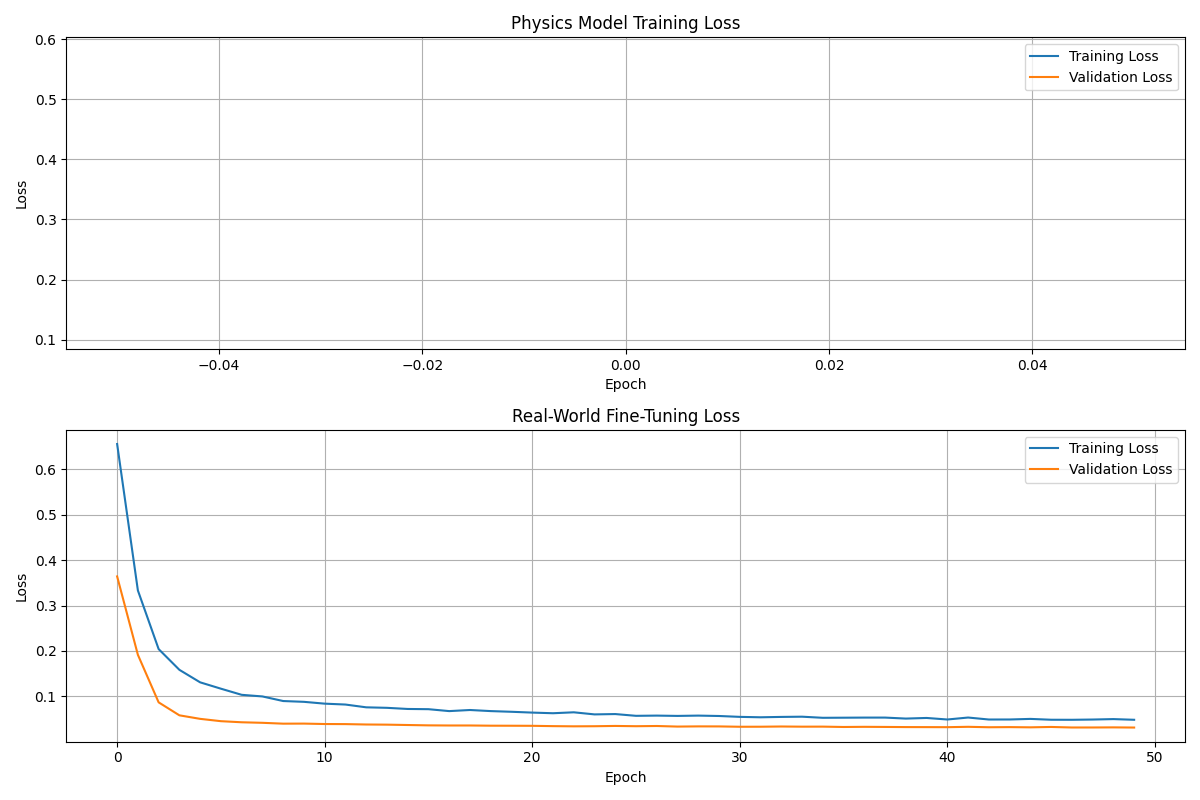 Physics Model Training Loss
0.6
0.5
0.4
0.3
0.2
0.1
Loss
Training Loss
Validation Loss
−0.04
−0.02
0.00
0.02
0.04
Epoch
Real-World Fine-Tuning Loss
0.6
0.5
0.4
0.3
0.2
0.1
Loss
Training Loss
Validation Loss
0
10
20
30
40
50
Epoch